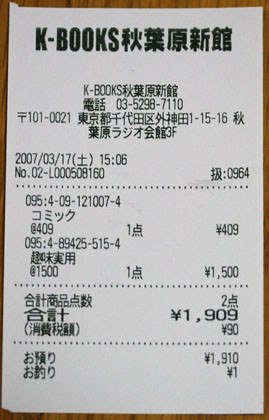 K-BOOKS秋葉原新館
K-BOOKS秋葉原新館
電話 03-5298-7110
〒101-0021 東京都千代田区外神田1-15-16 秋
葉原ラジオ会館3F
2007/03/17(土) 15:06
No.02-L000508160 扱:0964
095:4-09-121007-4
コミック
@409 1点 ¥409
095:4-89425-515-4
趣味実用
@1500 1点 ¥1,500
合計商品点数 2点
合計 ¥1,909
(消費税額) ¥90
お預り ¥1,910
お釣り ¥1